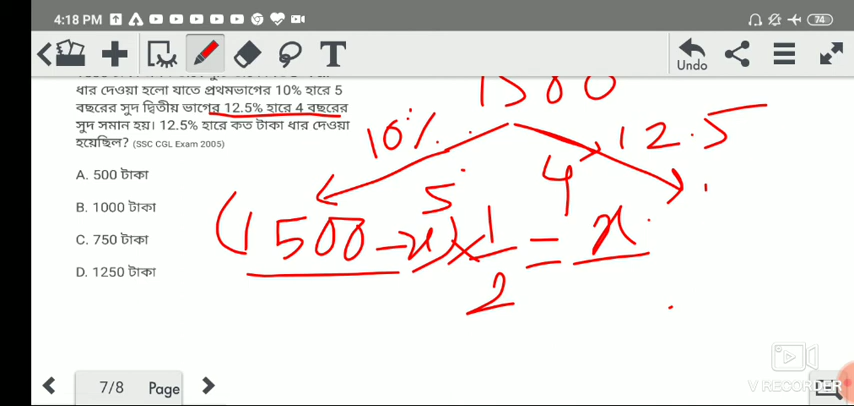 4:18 PM
74
T
Undo
ধার দেওয়া হলো যাতে প্রথমভাগের 10% হারে 5
বছরের সুদ দ্বিতীয় ভাগের 12.5% হারে 4 বছরের
সুদ সমান হয়। 12.5% হারে কত টাকা ধার দেওয়া
হয়েছিল? (SSC CGL Exam 2005)
A. 500 টাকা
B. 1000 টাকা
C. 750 টাকা
D. 1250 টাকা
1500
10%
12.5
5
4
(1500-x)×1/2=x
7/8 Page
V RECORDER